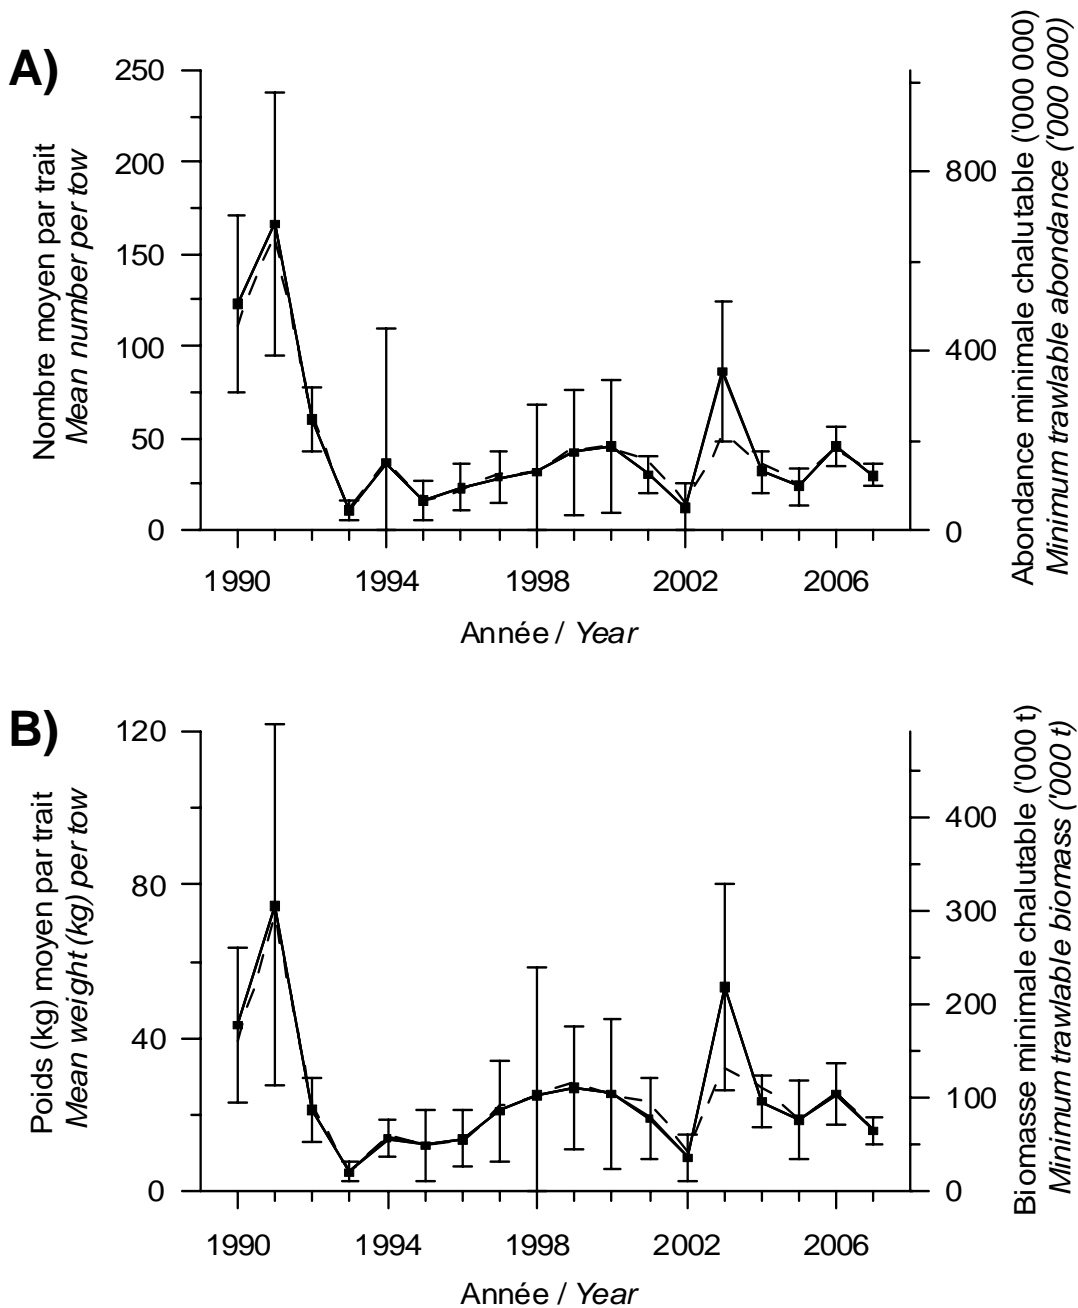 A)
Nombre moyen par trait
Mean number per tow
250
200
150
100
50
0
800
400
0
Abondance minimale chalutable ('000 000)
Minimum trawlable abondance ('000 000)
1990 1994 1998 2002 2006
Année / Year
B)
Poids (kg) moyen par trait
Mean weight (kg) per tow
120
80
40
0
400
300
200
100
0
Biomasse minimale chalutable ('000 t)
Minimum trawlable biomass ('000 t)
1990 1994 1998 2002 2006
Année / Year